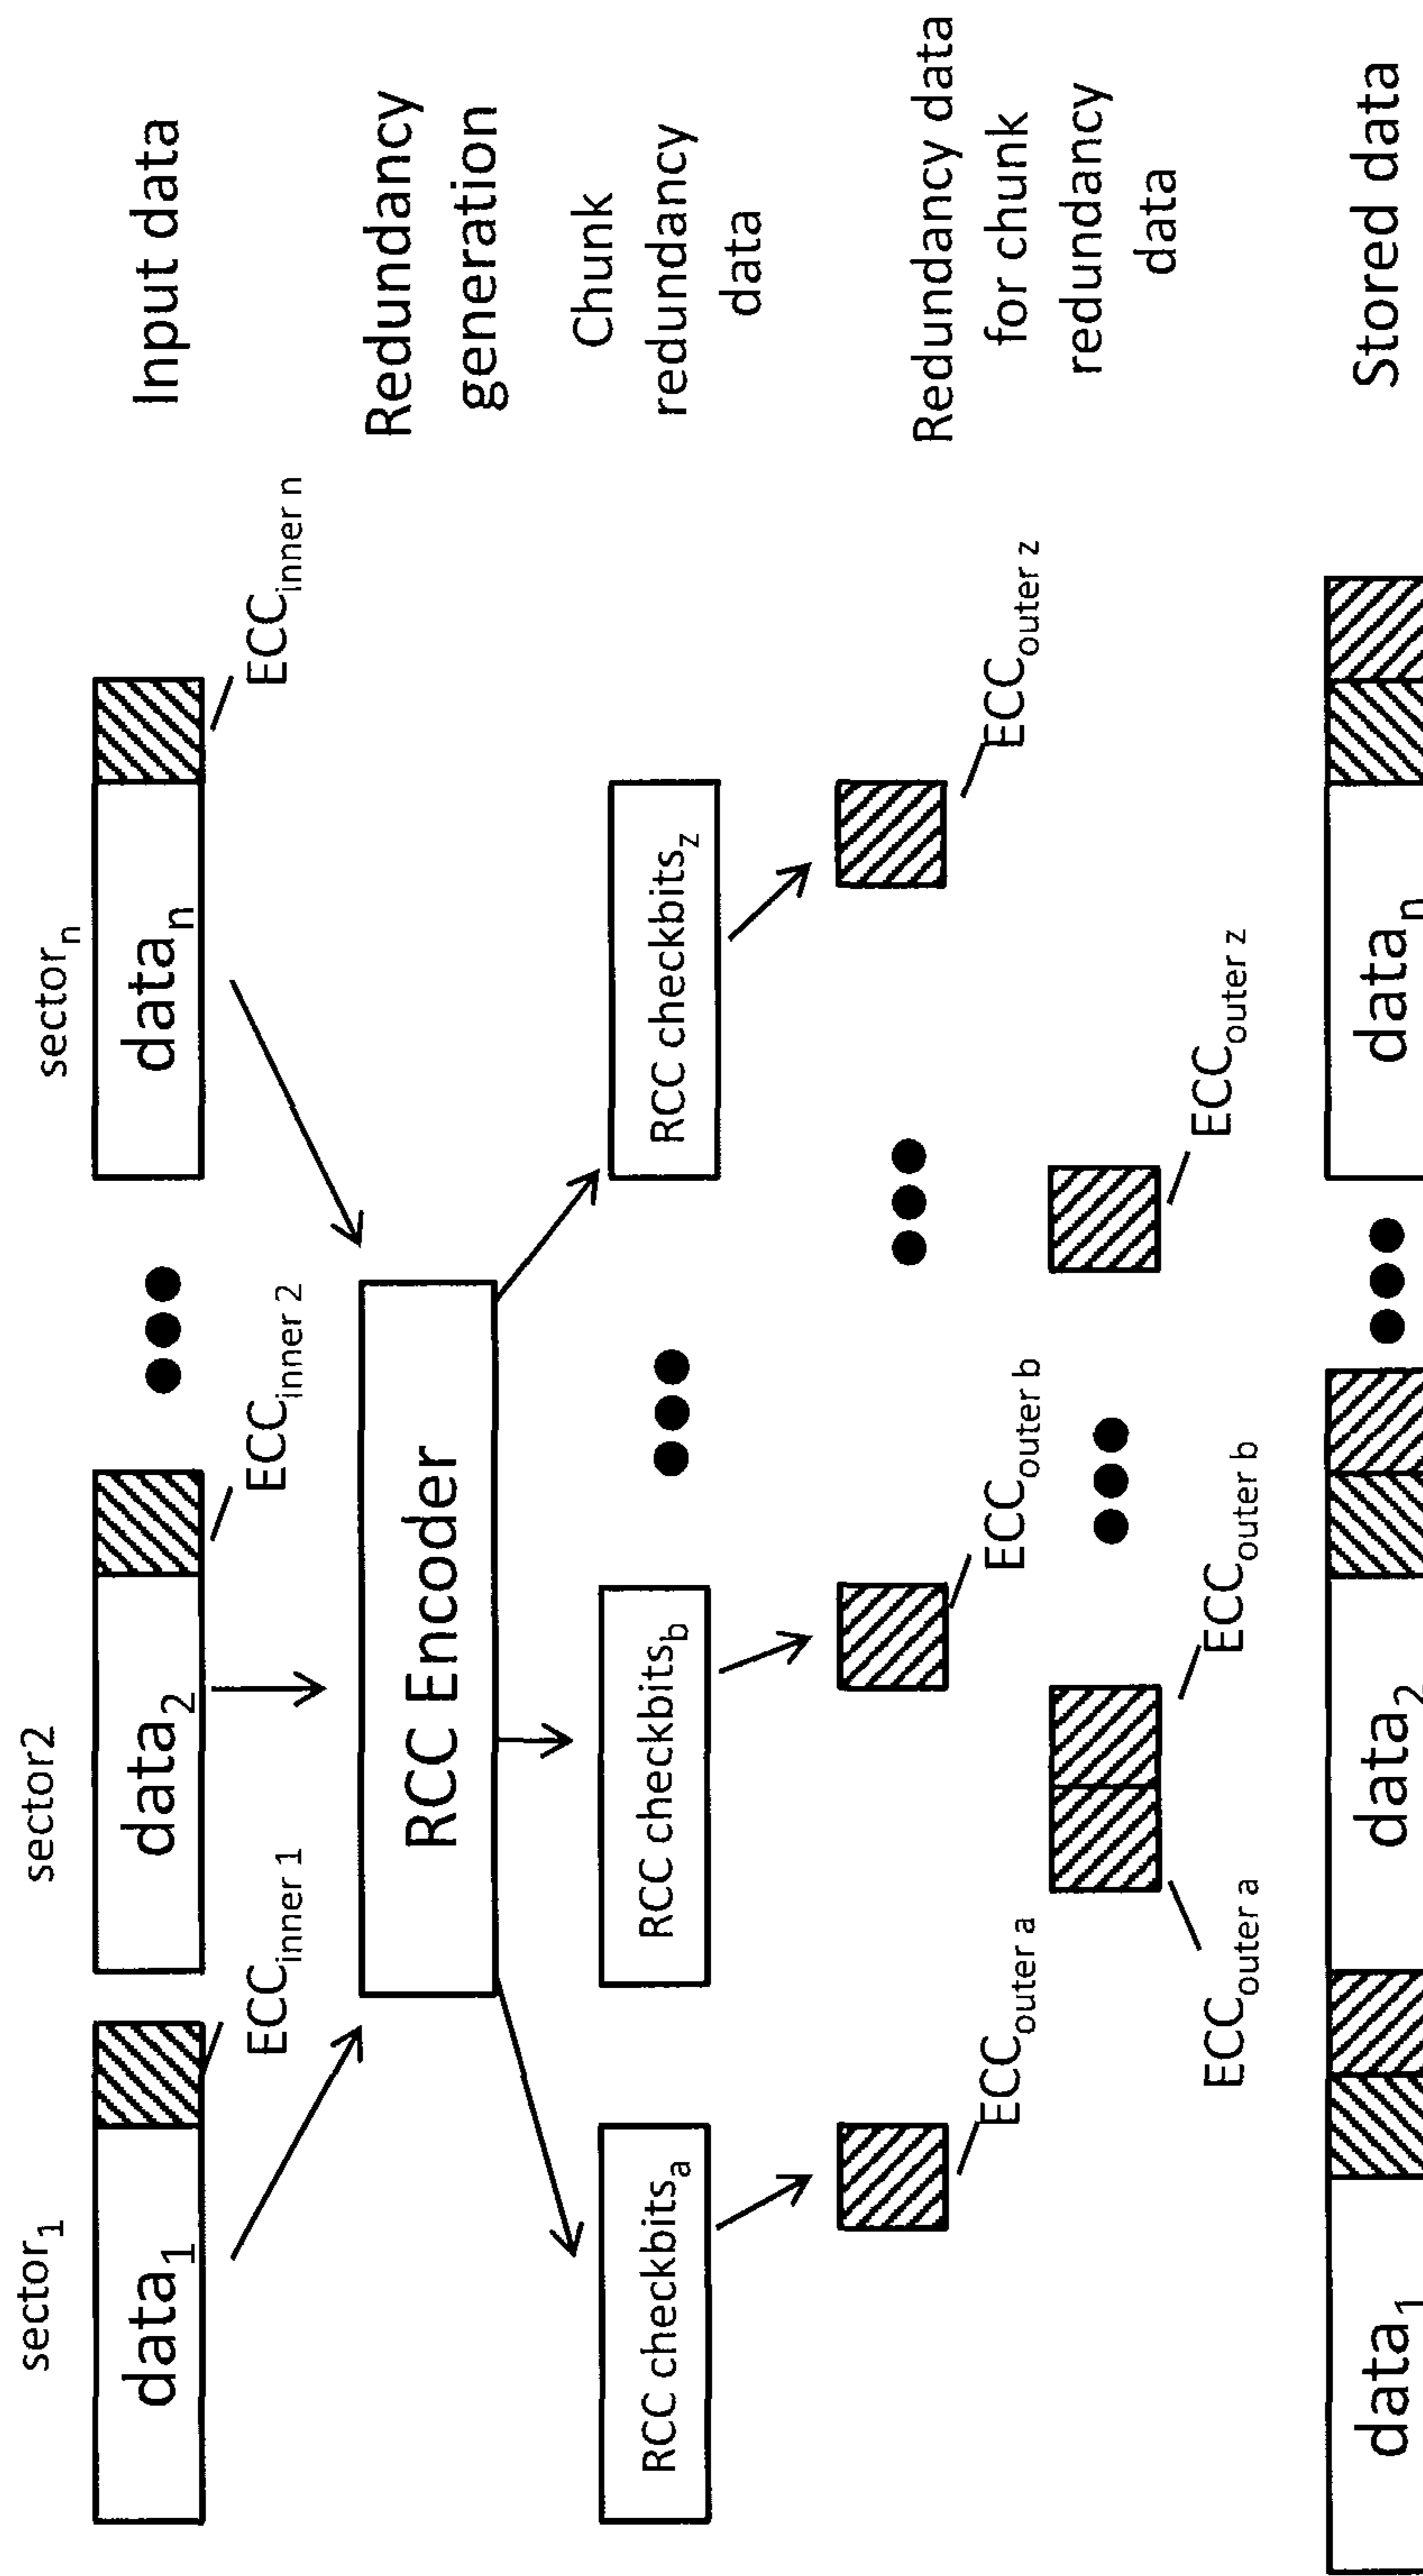 sector₁
sector2
sectorₙ
data₁
data₂
dataₙ
Input data
ECCinner 1
ECCinner 2
ECCinner n
RCC Encoder
Redundancy
generation
RCC checkbitsₐ
RCC checkbits_b
RCC checkbits_z
Chunk
redundancy
data
ECCouter a
ECCouter b
ECCouter z
Redundancy data
for chunk
redundancy
data
ECCouter a
ECCouter b
ECCouter z
data₁
data₂
dataₙ
Stored data